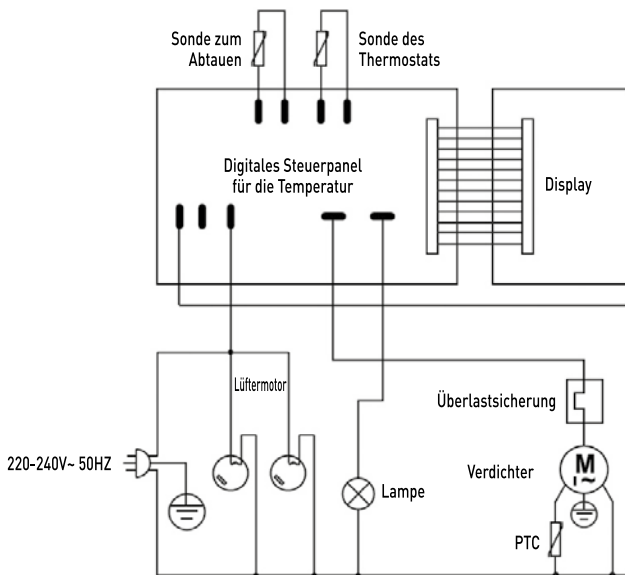 Sonde zum
Abtauen
Sonde des
Thermostats
Digitales Steuerpanel
für die Temperatur
Display
Lüftermotor
Überlastsicherung
220-240V~ 50HZ
Verdichter
M
I ~
Lampe
PTC